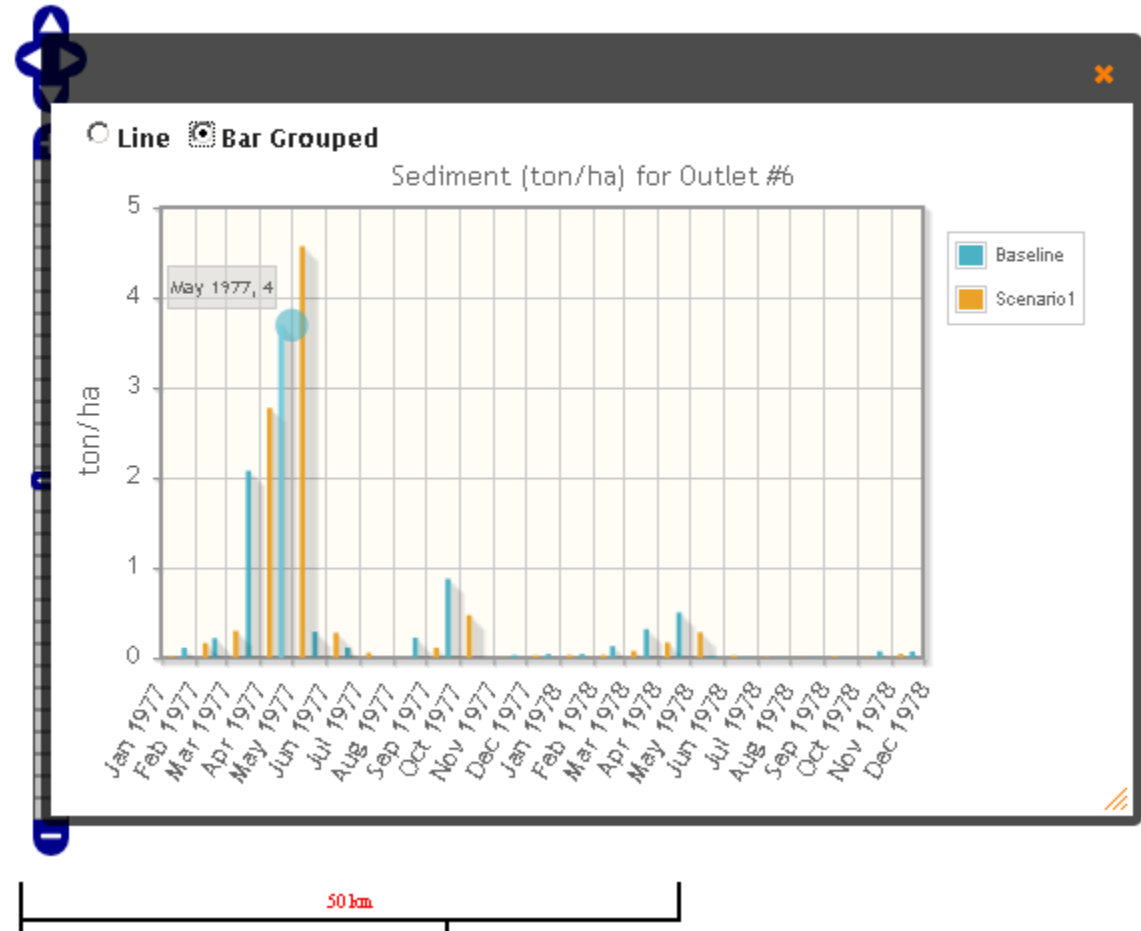 Line Bar Grouped
Sediment (ton/ha) for Outlet #6
5
4
3
2
1
0
ton/ha
May 1977, 4
Baseline
Scenario1
Jan 1977
Feb 1977
Mar 1977
Apr 1977
May 1977
Jun 1977
Jul 1977
Aug 1977
Sep 1977
Oct 1977
Nov 1977
Dec 1977
Jan 1978
Feb 1978
Mar 1978
Apr 1978
May 1978
Jun 1978
Jul 1978
Aug 1978
Sep 1978
Oct 1978
Nov 1978
Dec 1978
50 km